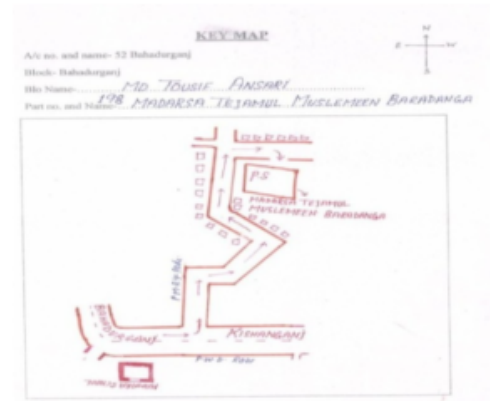 KEY MAP
N
E W
S
A/c no. and name- 52 Bahadurganj
Block- Bahadurganj
Blo Name- MD TOUSIF ANSARI
Part no. and Name- 198 MADARSA TEJAMUL MUSLEMEEN BARADANGA
P.S
MADARSA TEJAMUL
MUSLEMEEN BARADANGA
KISHANGANJ